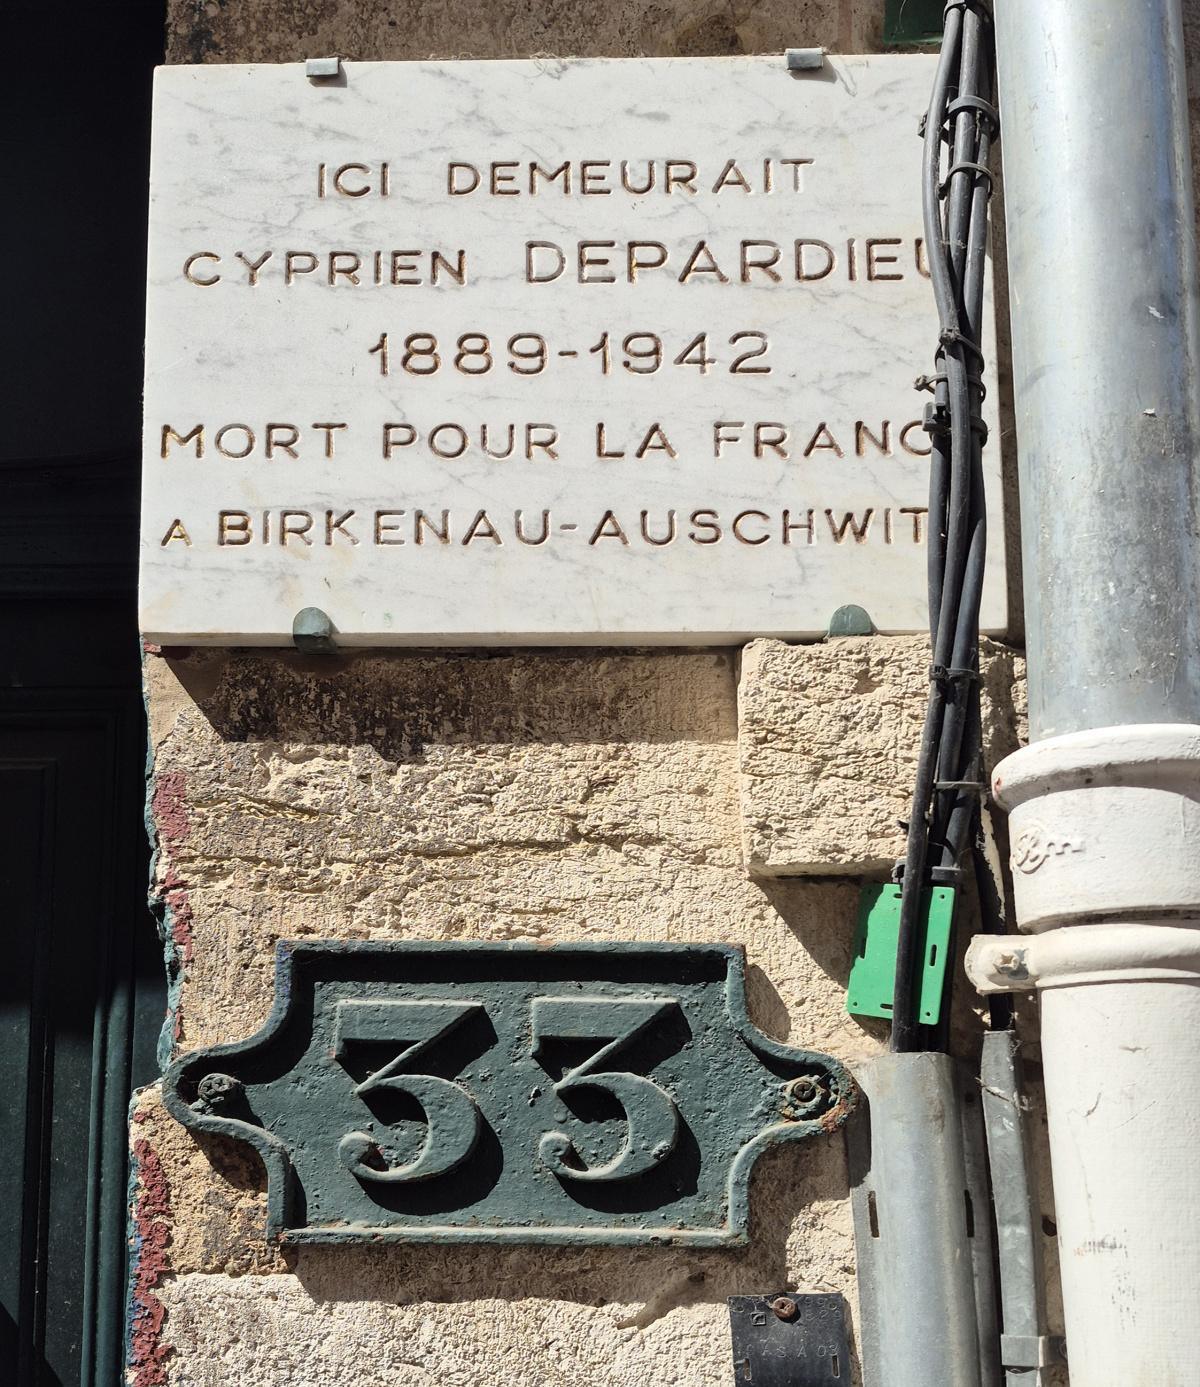 ICI DEMEURAIT
CYPRIEN DEPARDIEU
1889-1942
MORT POUR LA FRANC
A BIRKENAU-AUSCHWIT
33